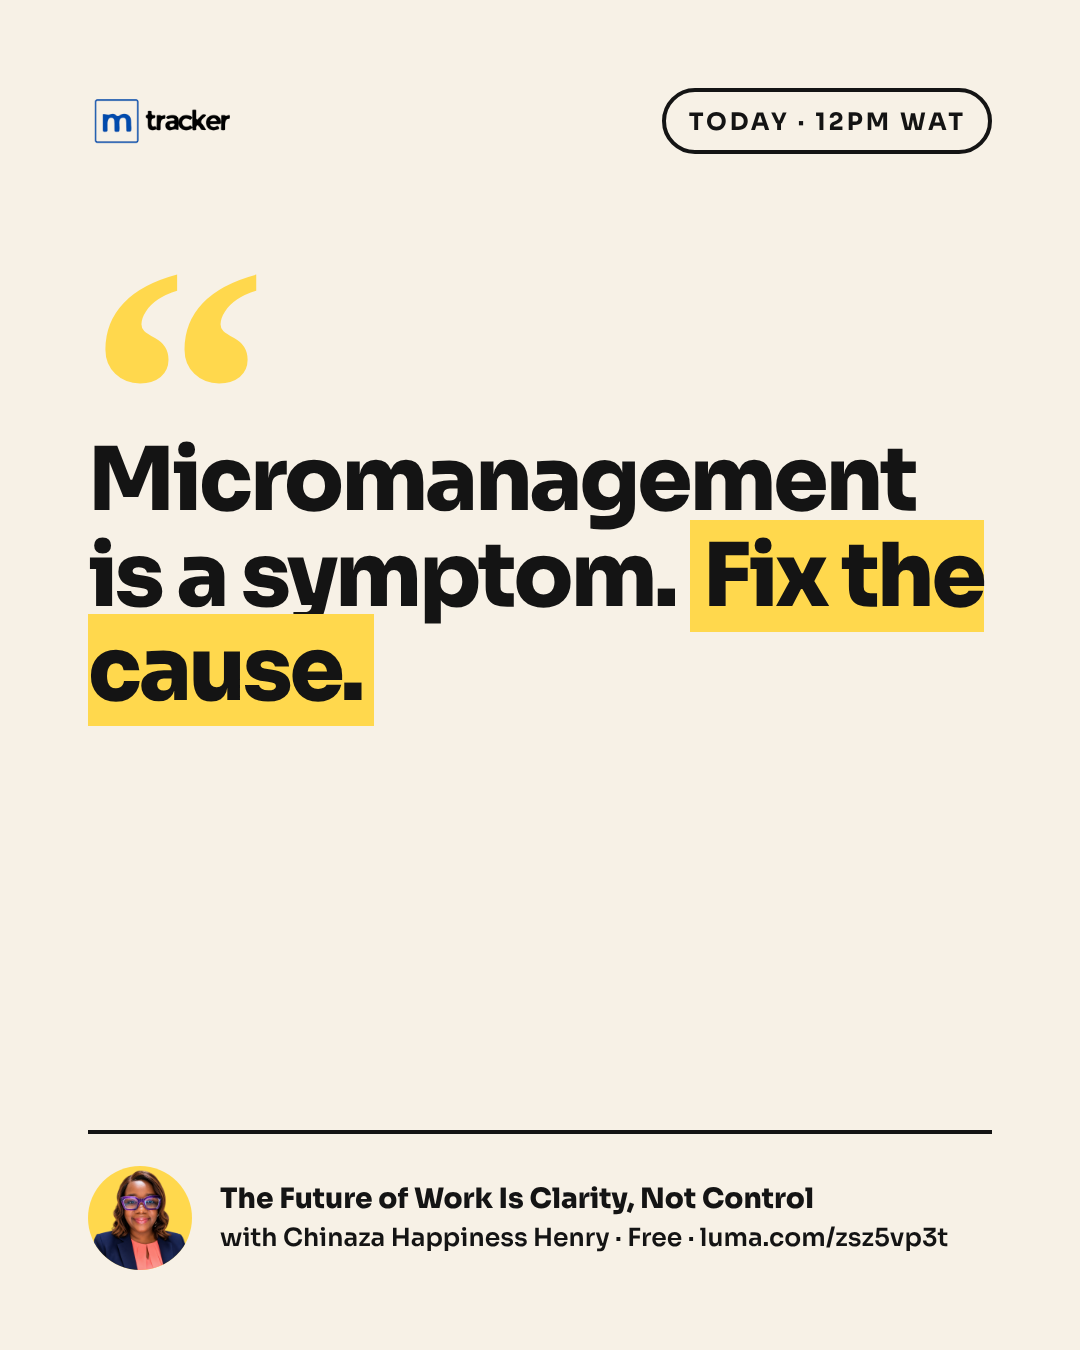 m tracker
TODAY · 12PM WAT
“
Micromanagement
is a symptom. Fix the
cause.
The Future of Work Is Clarity, Not Control
with Chinaza Happiness Henry · Free · luma.com/zsz5vp3t